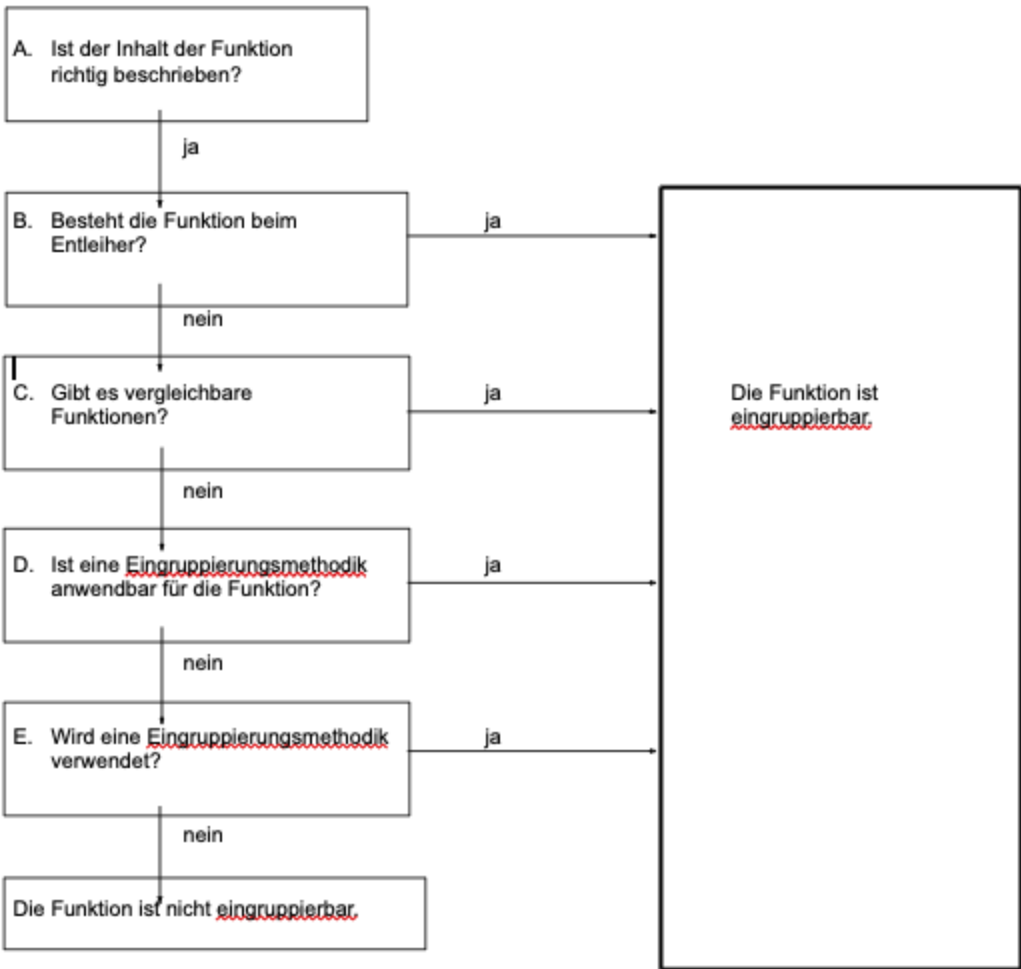 A. Ist der Inhalt der Funktion
richtig beschrieben?
ja
B. Besteht die Funktion beim
Entleiher?
ja
nein
C. Gibt es vergleichbare
Funktionen?
ja
Die Funktion ist
eingruppierbar.
nein
D. Ist eine Eingruppierungsmethodik
anwendbar für die Funktion?
ja
nein
E. Wird eine Eingruppierungsmethodik
verwendet?
ja
nein
Die Funktion ist nicht eingruppierbar.